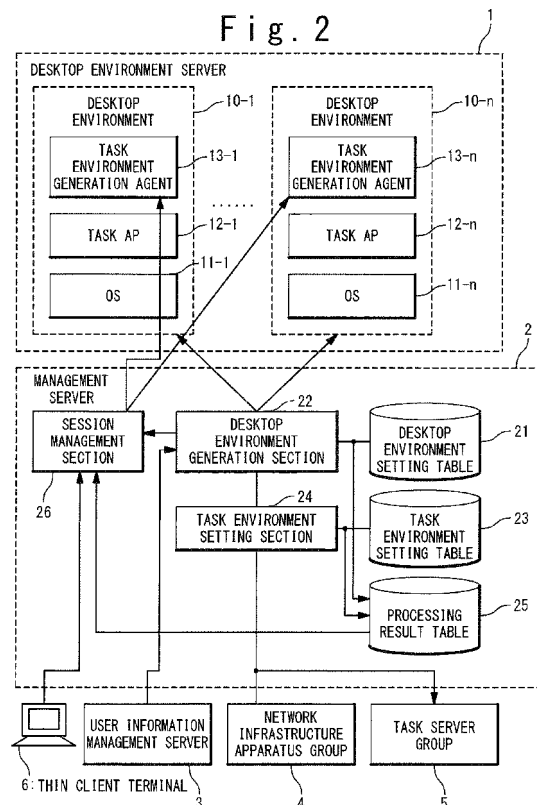 Fig. 2
1
DESKTOP ENVIRONMENT SERVER
DESKTOP
ENVIRONMENT
10-1
TASK
ENVIRONMENT
GENERATION AGENT
13-1
TASK AP
12-1
11-1
OS
......
DESKTOP
ENVIRONMENT
10-n
TASK
ENVIRONMENT
GENERATION AGENT
13-n
TASK AP
12-n
OS
11-n
2
MANAGEMENT
SERVER
SESSION
MANAGEMENT
SECTION
26
22
DESKTOP
ENVIRONMENT
GENERATION SECTION
24
TASK ENVIRONMENT
SETTING SECTION
DESKTOP
ENVIRONMENT
SETTING TABLE
21
TASK
ENVIRONMENT
SETTING TABLE
23
PROCESSING
RESULT TABLE
25
6:THIN CLIENT TERMINAL
USER INFORMATION
MANAGEMENT SERVER
3
NETWORK
INFRASTRUCTURE
APPARATUS GROUP
4
TASK SERVER
GROUP
5